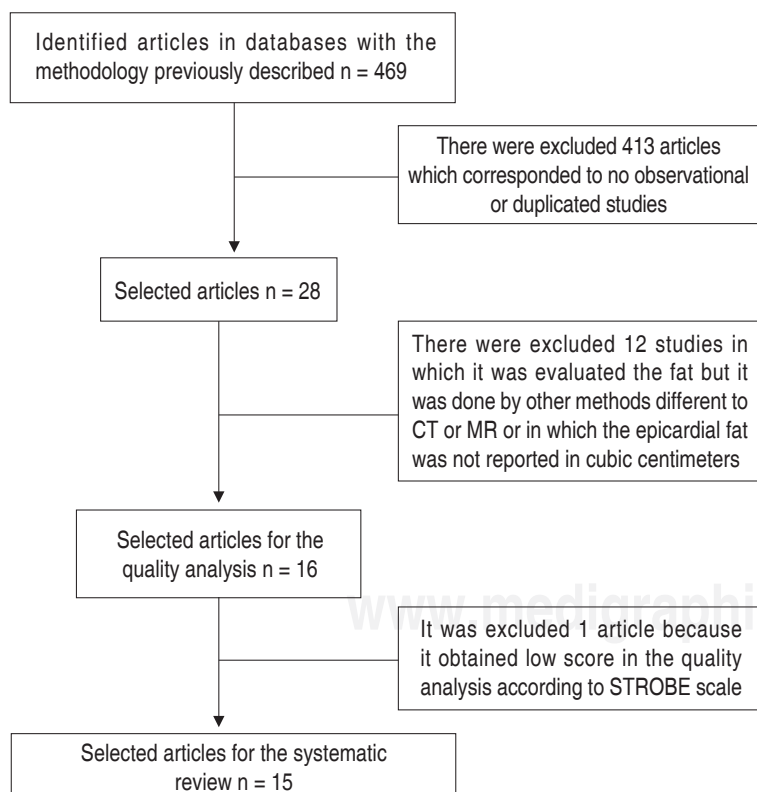 Identified articles in databases with the
methodology previously described n = 469
There were excluded 413 articles
which corresponded to no observational
or duplicated studies
Selected articles n = 28
There were excluded 12 studies in
which it was evaluated the fat but it
was done by other methods different to
CT or MR or in which the epicardial fat
was not reported in cubic centimeters
Selected articles for the
quality analysis n = 16
www.medigraphi
It was excluded 1 article because
it obtained low score in the quality
analysis according to STROBE scale
Selected articles for the systematic
review n = 15